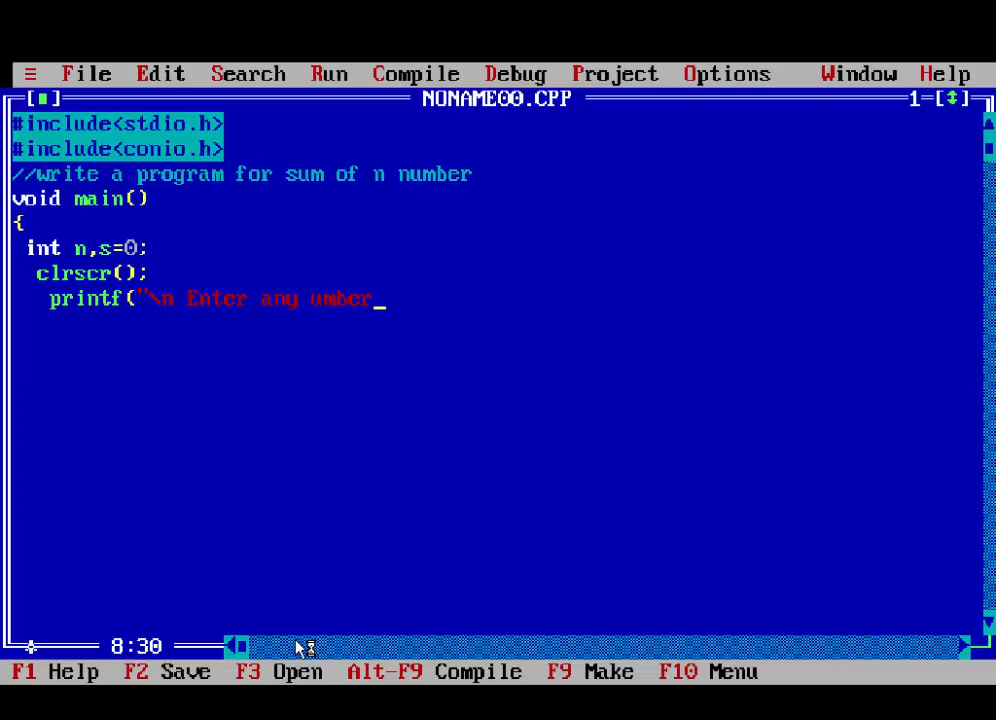 ≡ File Edit Search Run Compile Debug Project Options Window Help
[■] NONAME00.CPP 1=[↕]
#include<stdio.h>
#include<conio.h>
//write a program for sum of n number
void main()
{
int n,s=0;
clrscr();
printf("\n Enter any umber_
8:30
F1 Help F2 Save F3 Open Alt-F9 Compile F9 Make F10 Menu